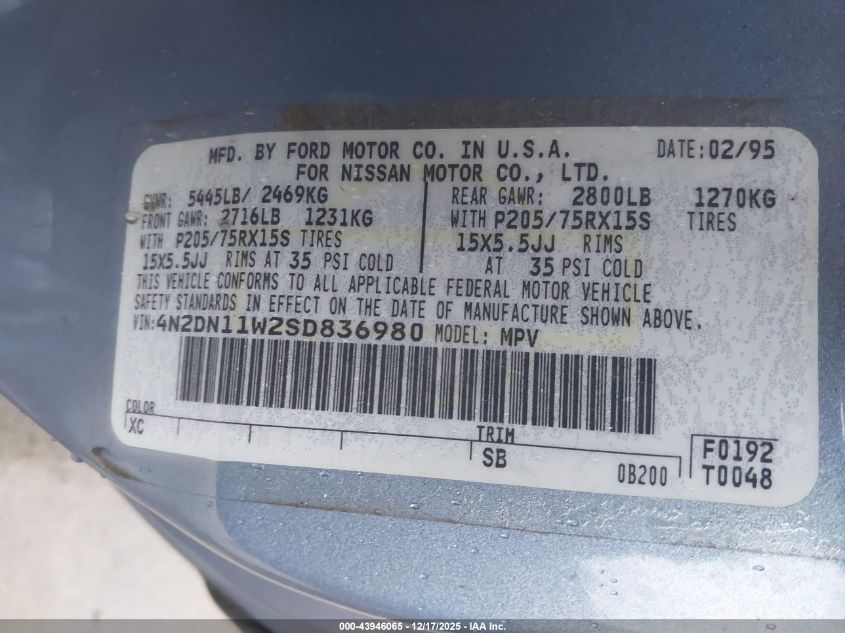 MFD. BY FORD MOTOR CO. IN U.S.A. DATE:02/95
FOR NISSAN MOTOR CO., LTD.
GVWR: 5445LB/ 2469KG
FRONT GAWR: 2716LB 1231KG
WITH P205/75RX15S TIRES
15X5.5JJ RIMS AT 35 PSI COLD
REAR GAWR: 2800LB 1270KG
WITH P205/75RX15S TIRES
15X5.5JJ RIMS
AT 35 PSI COLD
THIS VEHICLE CONFORMS TO ALL APPLICABLE FEDERAL MOTOR VEHICLE
SAFETY STANDARDS IN EFFECT ON THE DATE OF MANUFACTURE SHOWN ABOVE.
VIN:4N2DN11W2SD836980 MODEL: MPV
COLOR
XC
TRIM
SB
0B200
F0192
T0048
000-43946065 - 12/17/2025 - IAA Inc.